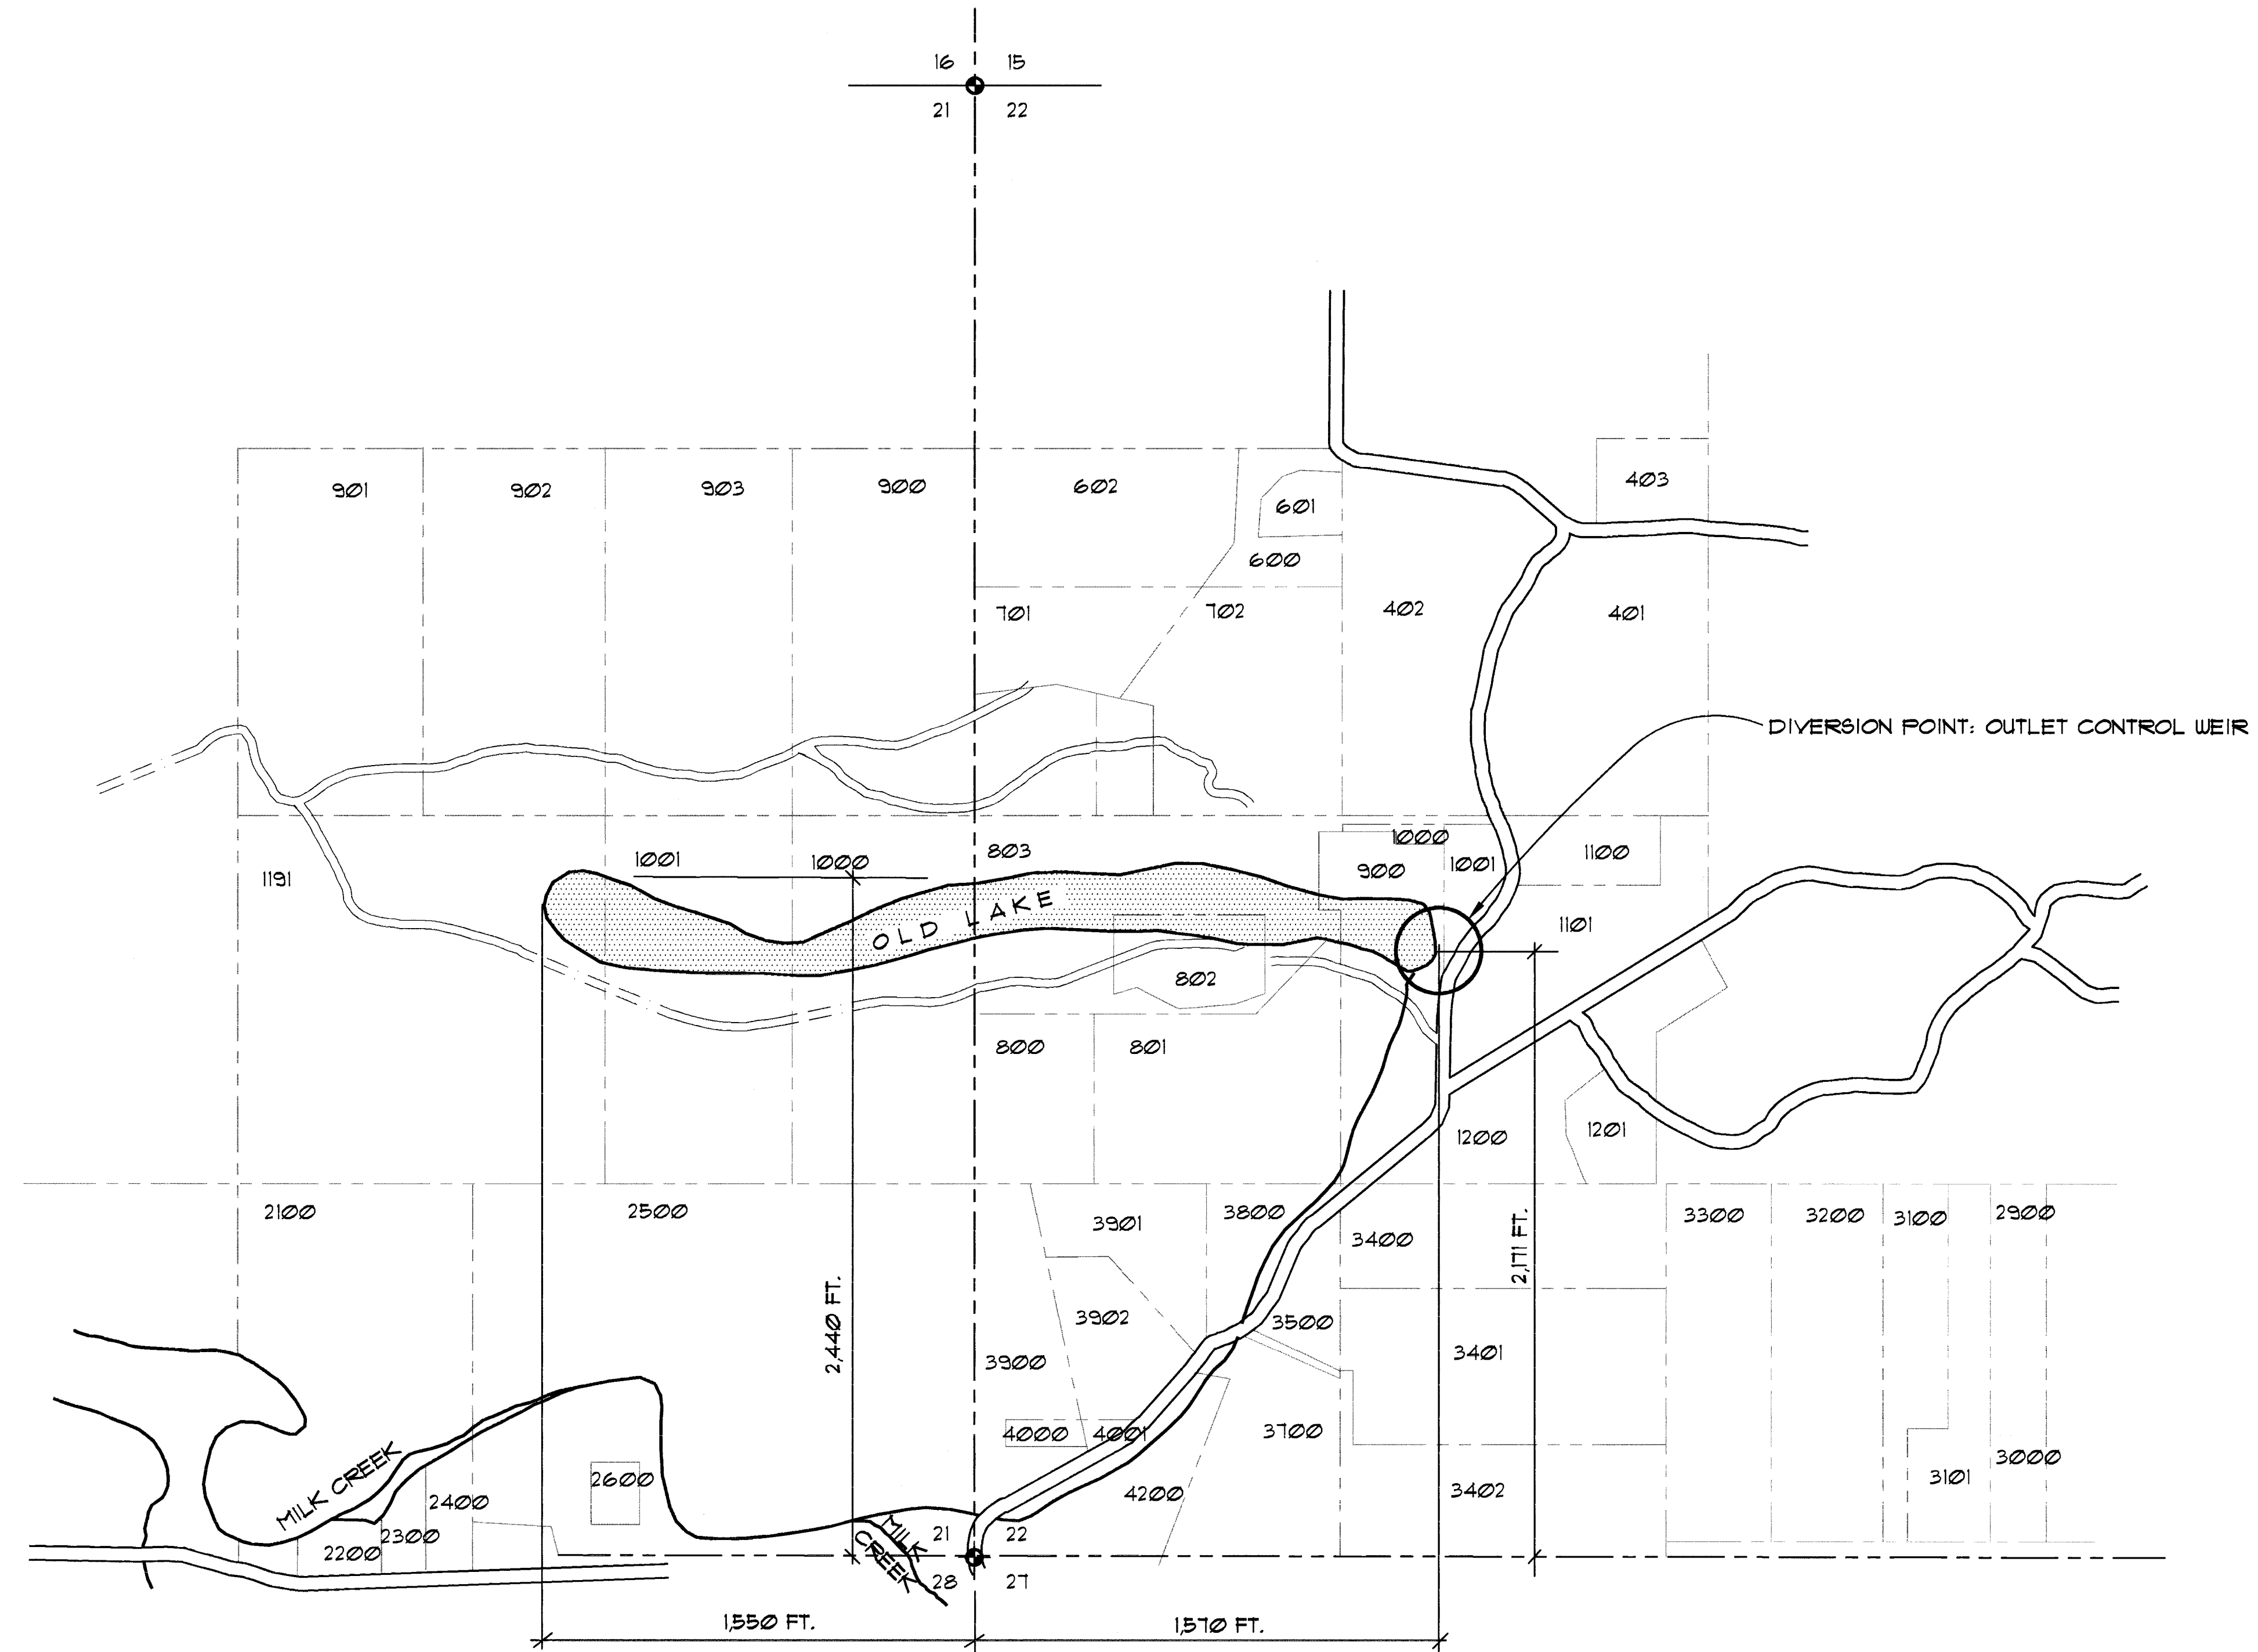 16 15
21 22
403
901 902 903 900 602
601
600
701 702 402 401
DIVERSION POINT: OUTLET CONTROL WEIR
1000
1001 1000 803 1001 1100
1191 900
OLD LAKE
1101
802
800 801
1200 1201
2100 2500 3901 3800 3300 3200 3100 2900
3400
2,171 FT.
2,440 FT.
3902 3500
3900 3401
4000 4001 3700
MILK CREEK
2600 3000
3101
2400 4200 3402
2300 21 22
MILK CREEK
2200
28 27
1,550 FT. 1,570 FT.